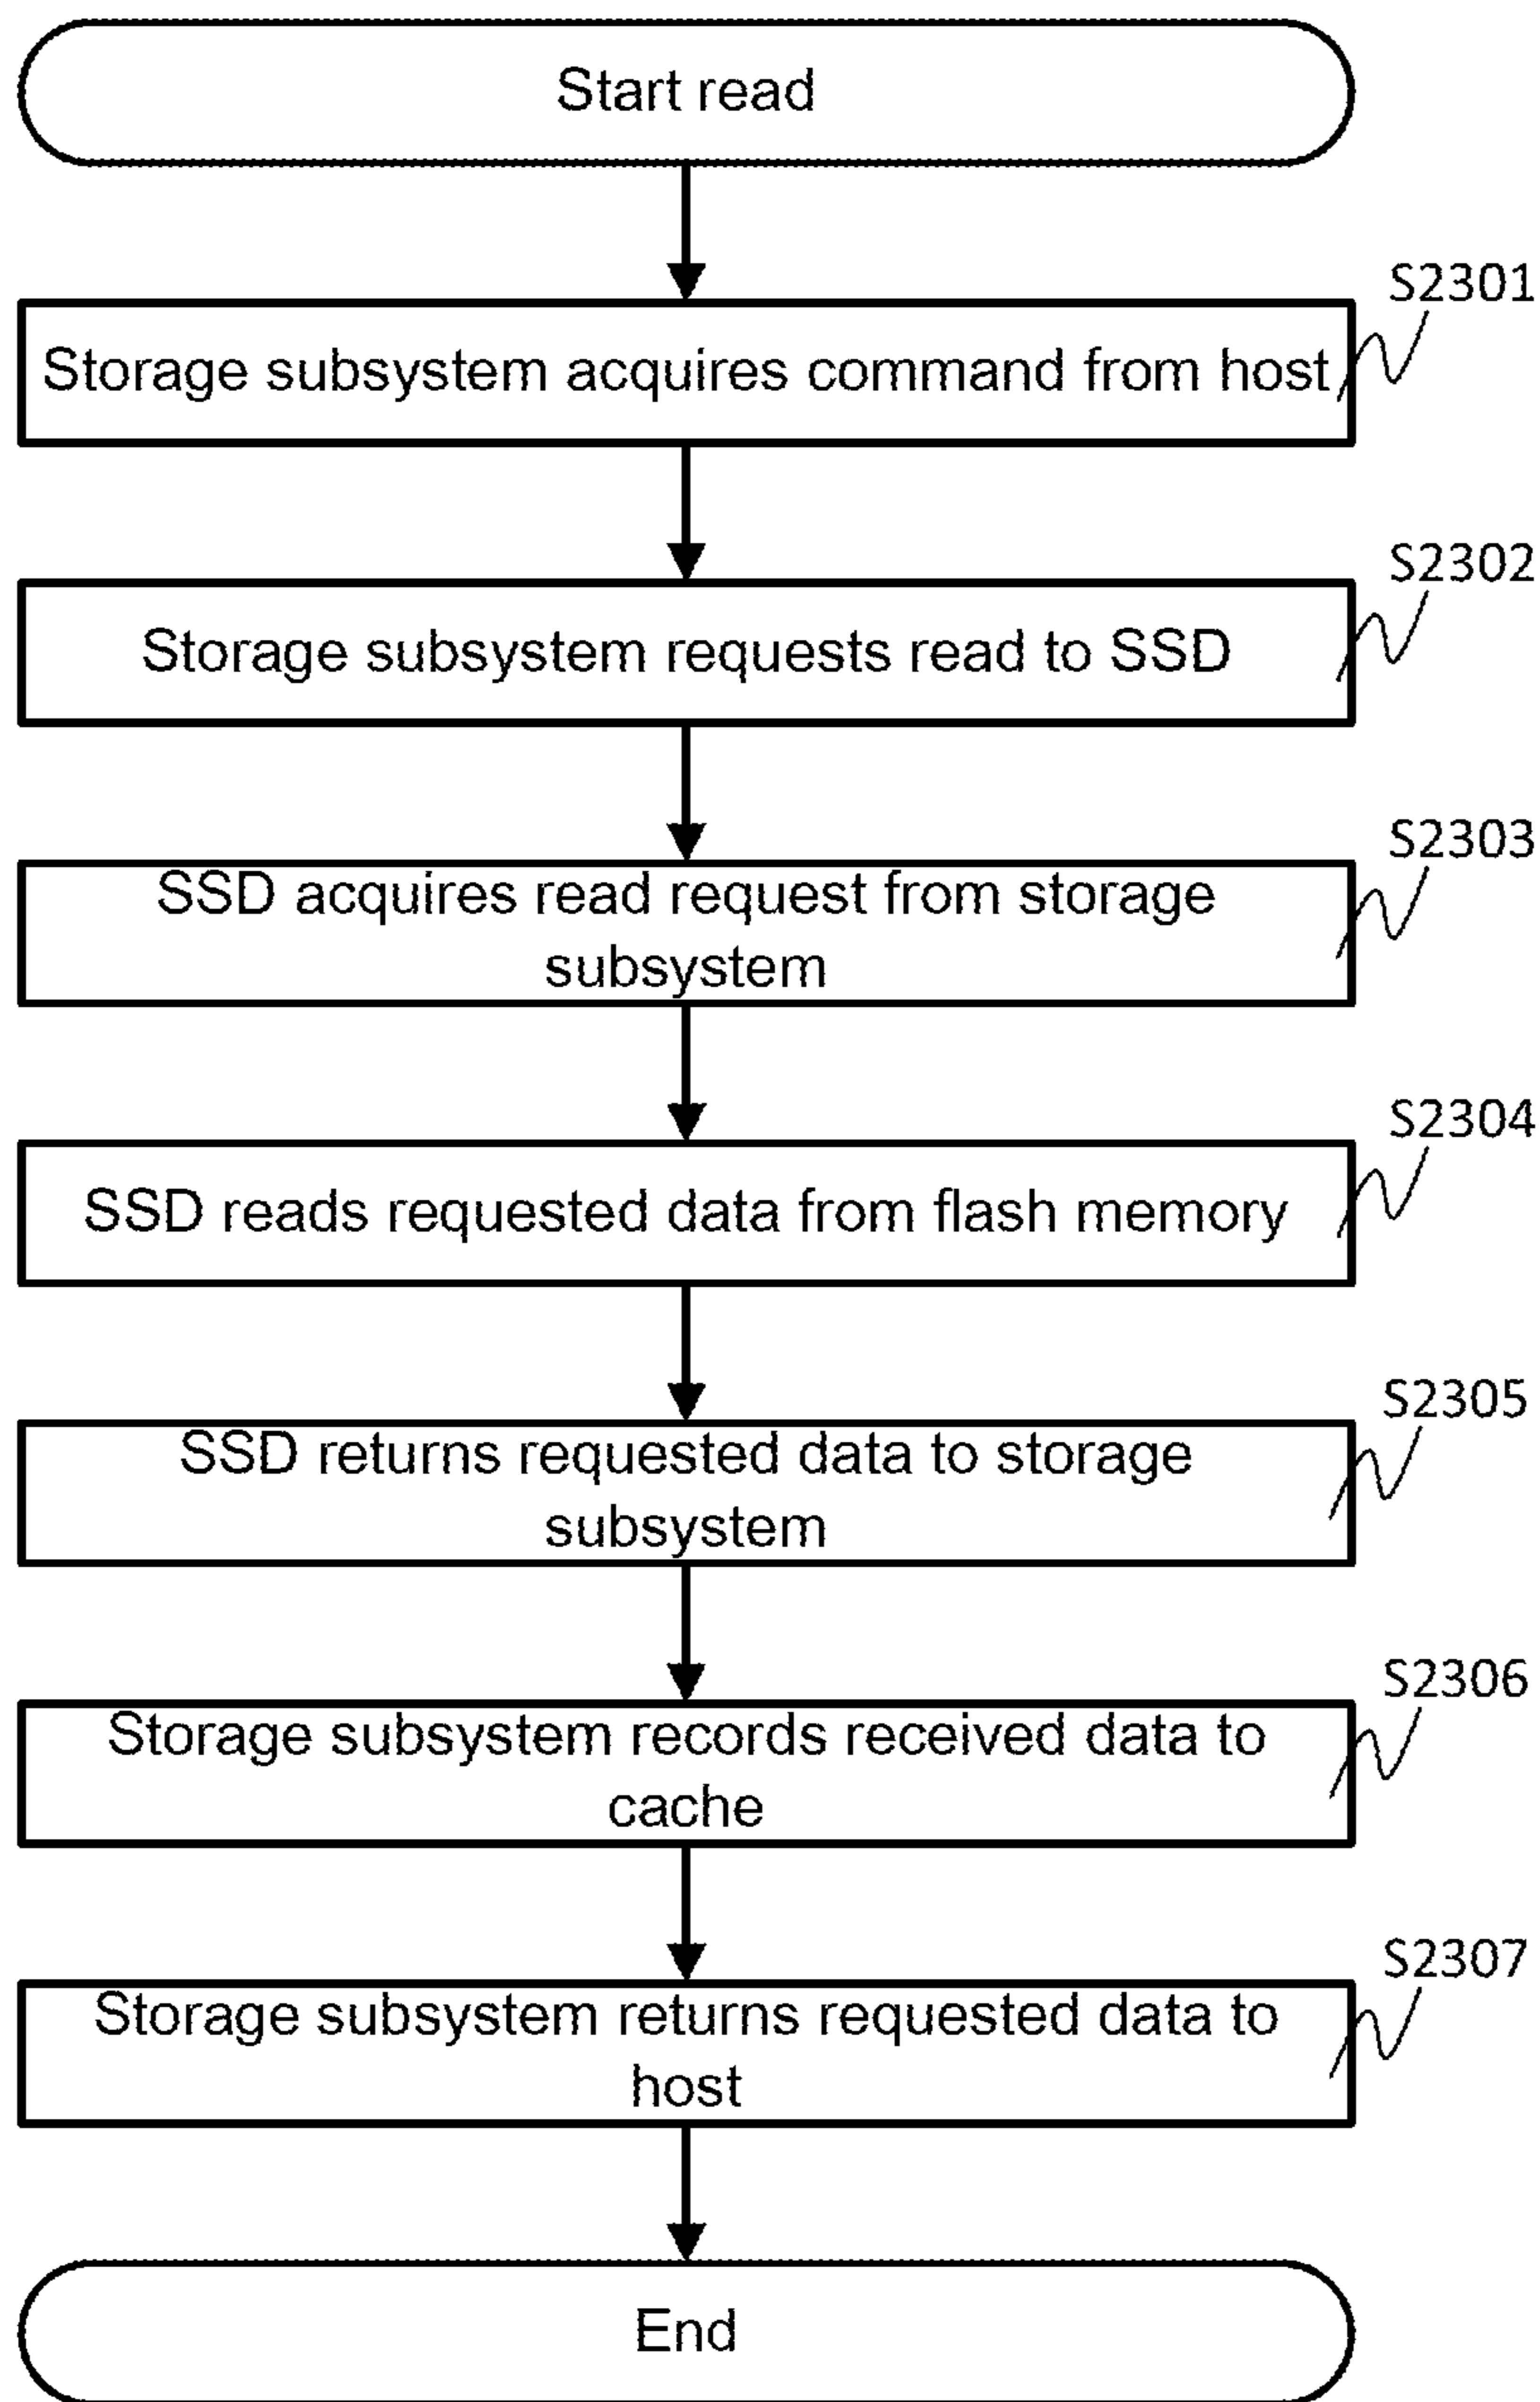 Start read
S2301
Storage subsystem acquires command from host
S2302
Storage subsystem requests read to SSD
S2303
SSD acquires read request from storage
subsystem
S2304
SSD reads requested data from flash memory
S2305
SSD returns requested data to storage
subsystem
S2306
Storage subsystem records received data to
cache
S2307
Storage subsystem returns requested data to
host
End